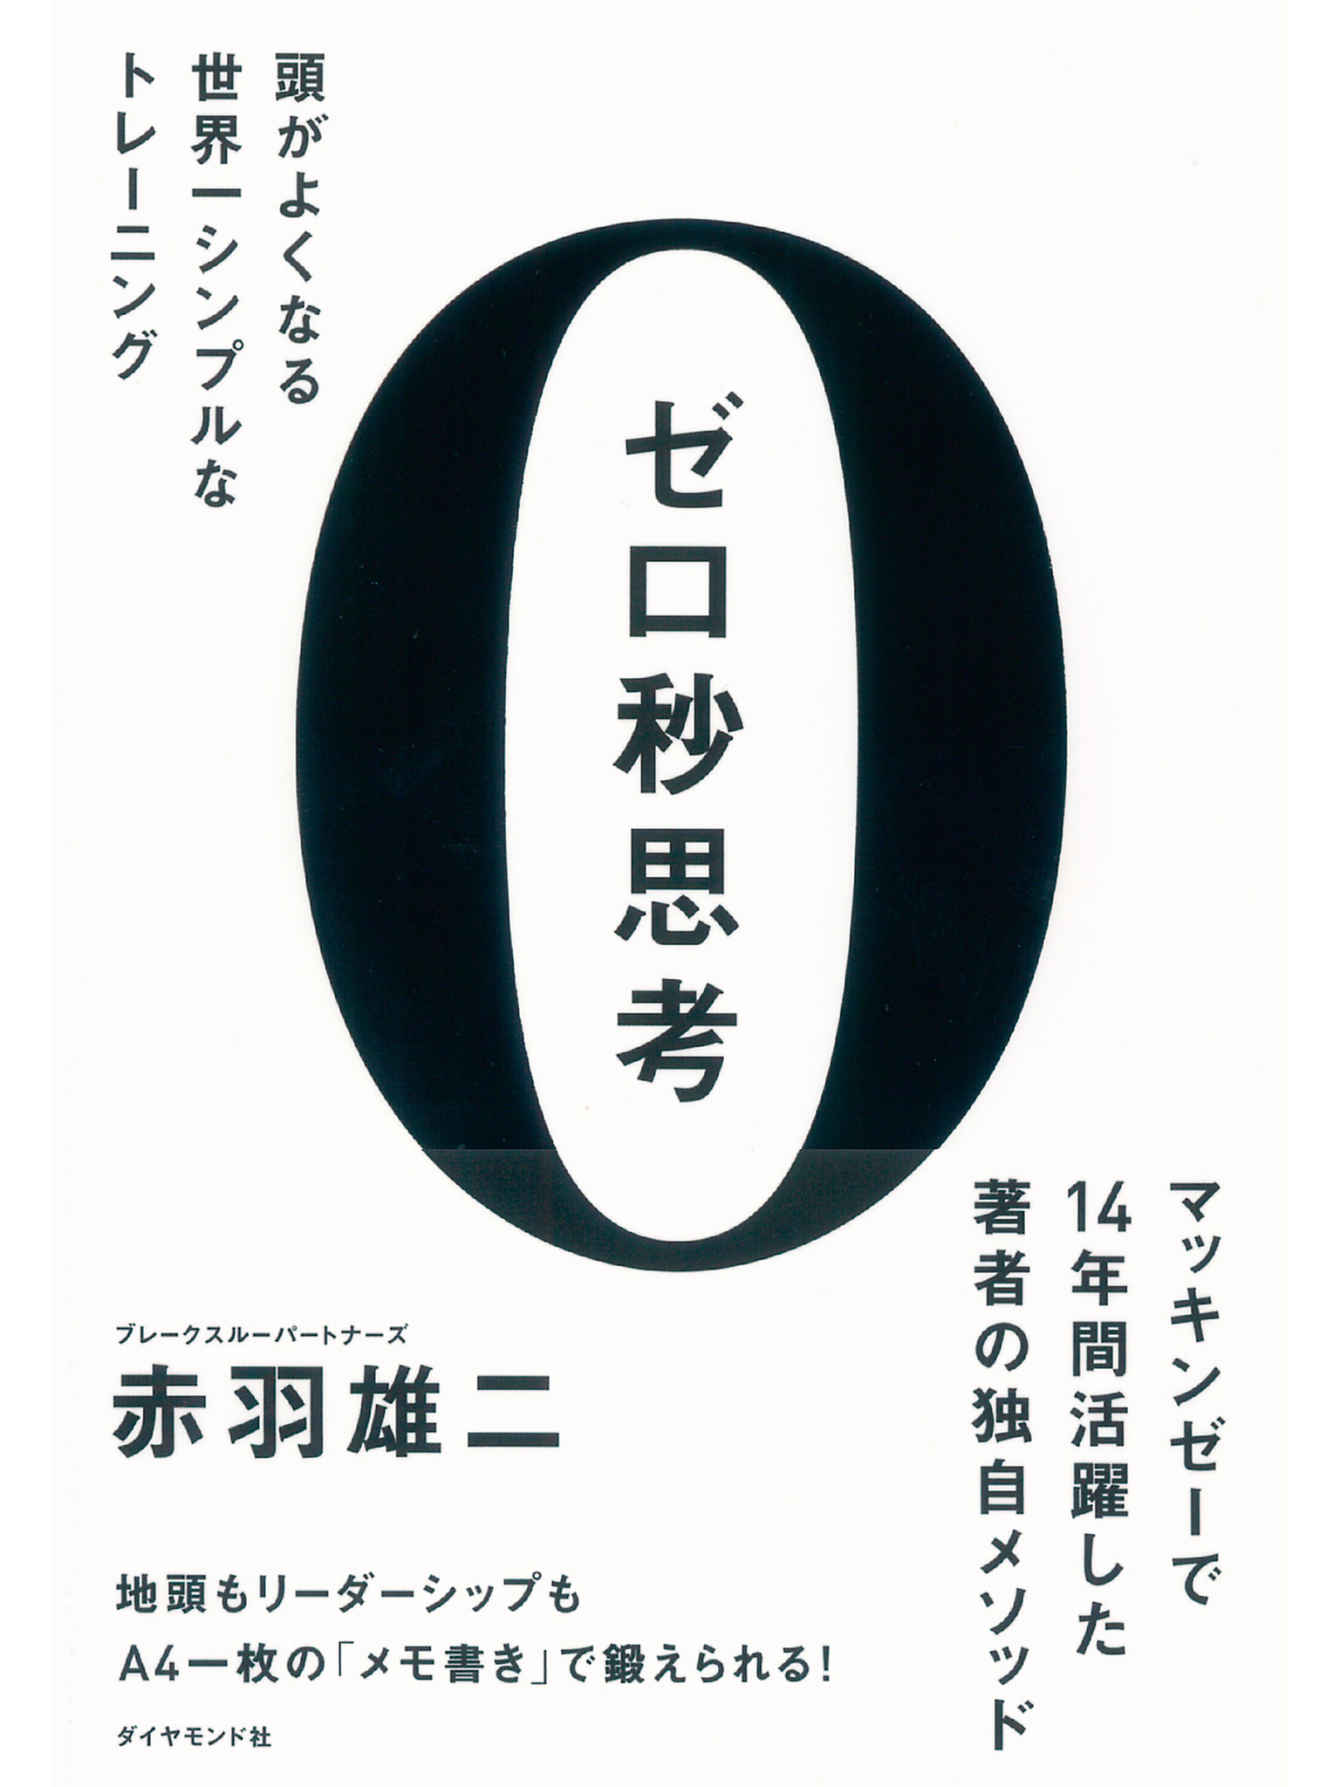 頭がよくなる
世界一シンプルな
トレーニング
0
ゼロ秒思考
マッキンゼーで
14年間活躍した
著者の独自メソッド
ブレークスルーパートナーズ
赤羽雄二
地頭もリーダーシップも
A4一枚の「メモ書き」で鍛えられる!
ダイヤモンド社